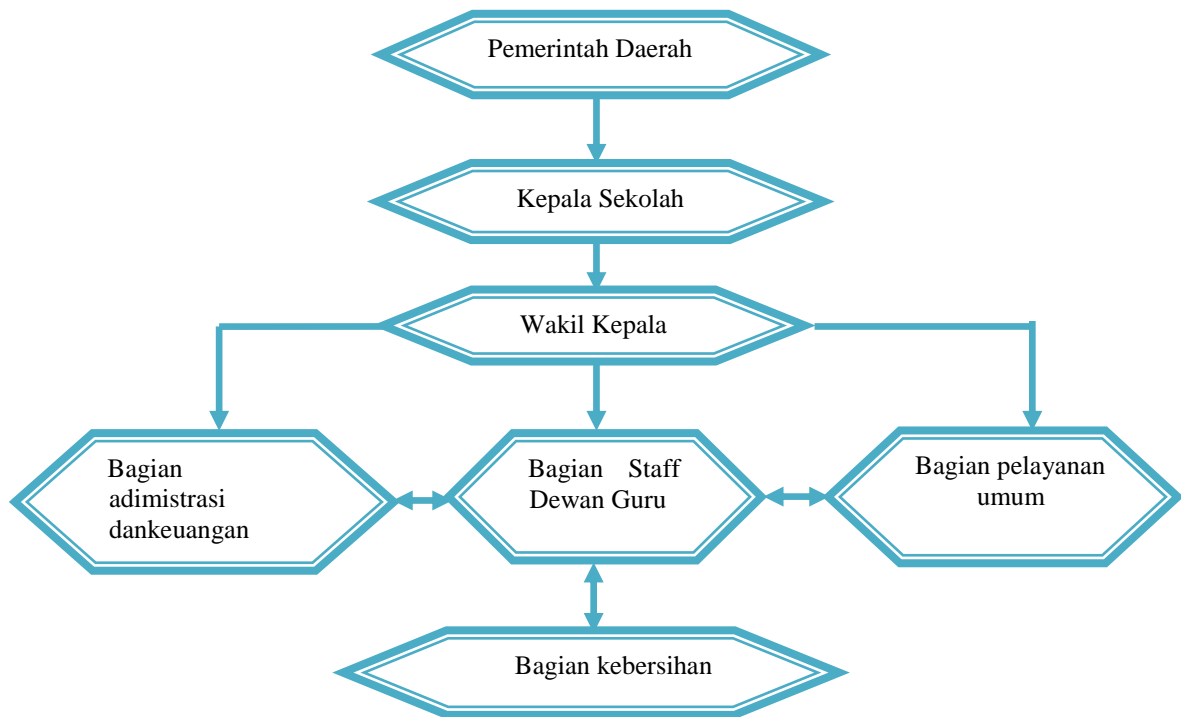 Pemerintah Daerah
Kepala Sekolah
Wakil Kepala
Bagian
adimistrasi
dankeuangan
Bagian Staff
Dewan Guru
Bagian pelayanan
umum
Bagian kebersihan